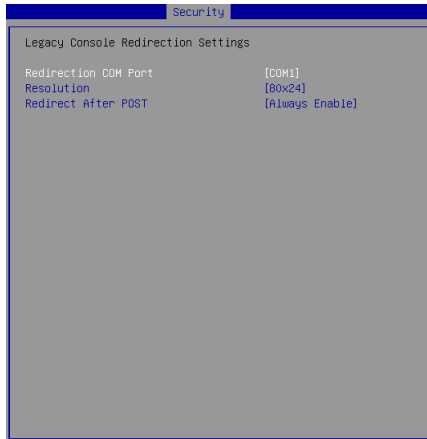 Security
Legacy Console Redirection Settings
Redirection COM Port [COM1]
Resolution [80x24]
Redirect After POST [Always Enable]